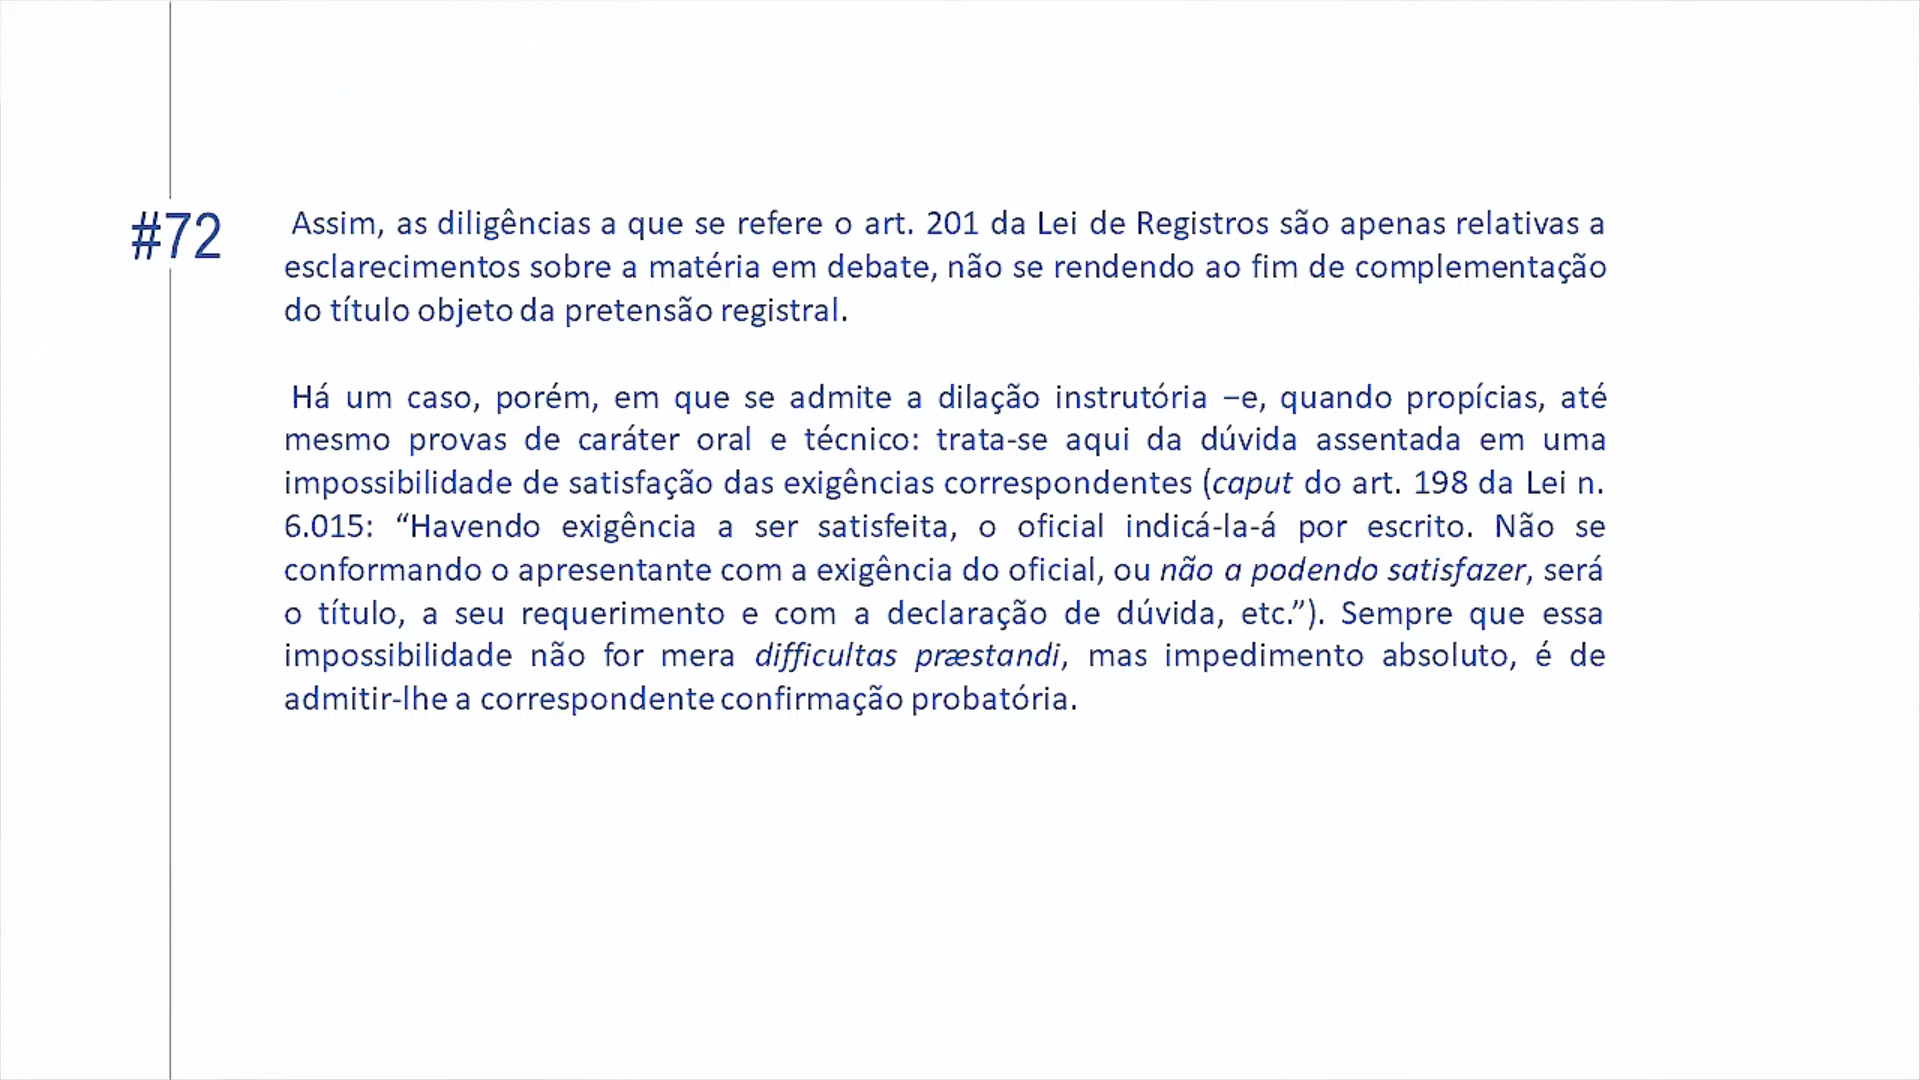 #72
Assim, as diligências a que se refere o art. 201 da Lei de Registros são apenas relativas a
esclarecimentos sobre a matéria em debate, não se rendendo ao fim de complementação
do título objeto da pretensão registral.
Há um caso, porém, em que se admite a dilação instrutória –e, quando propícias, até
mesmo provas de caráter oral e técnico: trata-se aqui da dúvida assentada em uma
impossibilidade de satisfação das exigências correspondentes (caput do art. 198 da Lei n.
6.015: “Havendo exigência a ser satisfeita, o oficial indicá-la-á por escrito. Não se
conformando o apresentante com a exigência do oficial, ou não a podendo satisfazer, será
o título, a seu requerimento e com a declaração de dúvida, etc.”). Sempre que essa
impossibilidade não for mera difficultas præstandi, mas impedimento absoluto, é de
admitir-lhe a correspondente confirmação probatória.